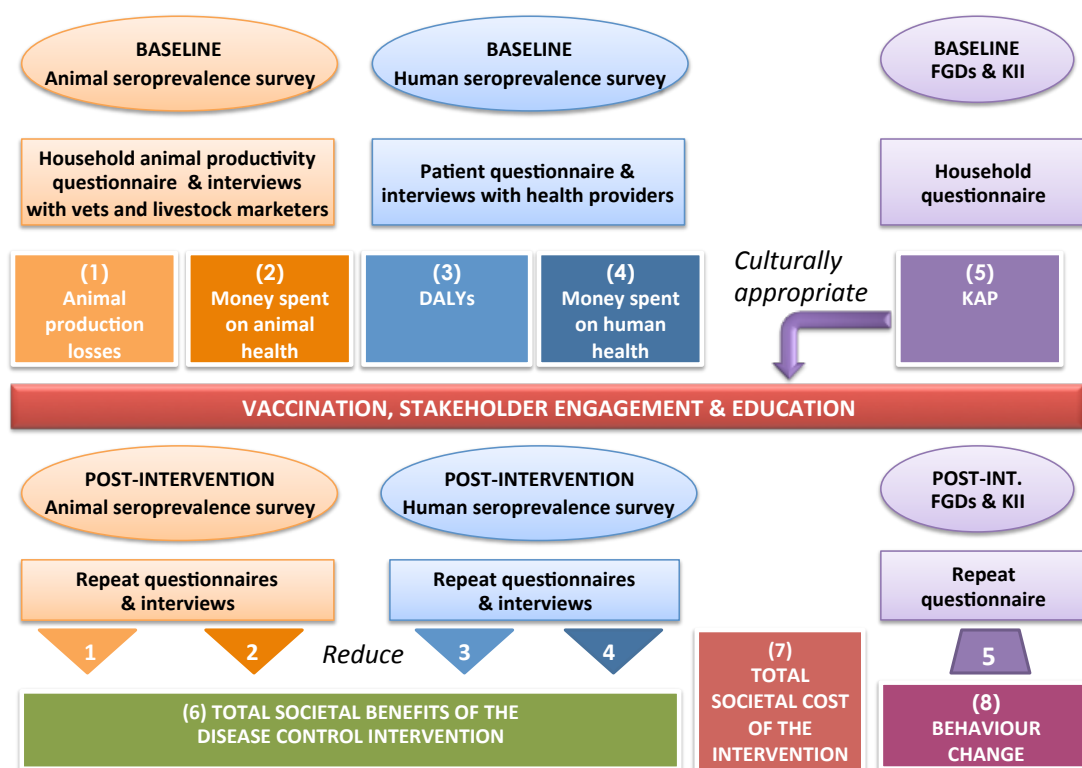 BASELINE
Animal seroprevalence survey
BASELINE
Human seroprevalence survey
BASELINE
FGDs & KII
Household animal productivity
questionnaire & interviews
with vets and livestock marketers
Patient questionnaire &
interviews with health providers
Household
questionnaire
(1)
Animal
production
losses
(2)
Money spent
on animal
health
(3)
DALYs
(4)
Money spent
on human
health
Culturally
appropriate
(5)
KAP
VACCINATION, STAKEHOLDER ENGAGEMENT & EDUCATION
POST-INTERVENTION
Animal seroprevalence survey
POST-INTERVENTION
Human seroprevalence survey
POST-INT.
FGDs & KII
Repeat questionnaires
& interviews
Repeat questionnaires
& interviews
Repeat
questionnaire
1
2
Reduce
3
4
5
(6) TOTAL SOCIETAL BENEFITS OF THE
DISEASE CONTROL INTERVENTION
(7)
TOTAL
SOCIETAL COST
OF THE
INTERVENTION
(8)
BEHAVIOUR
CHANGE